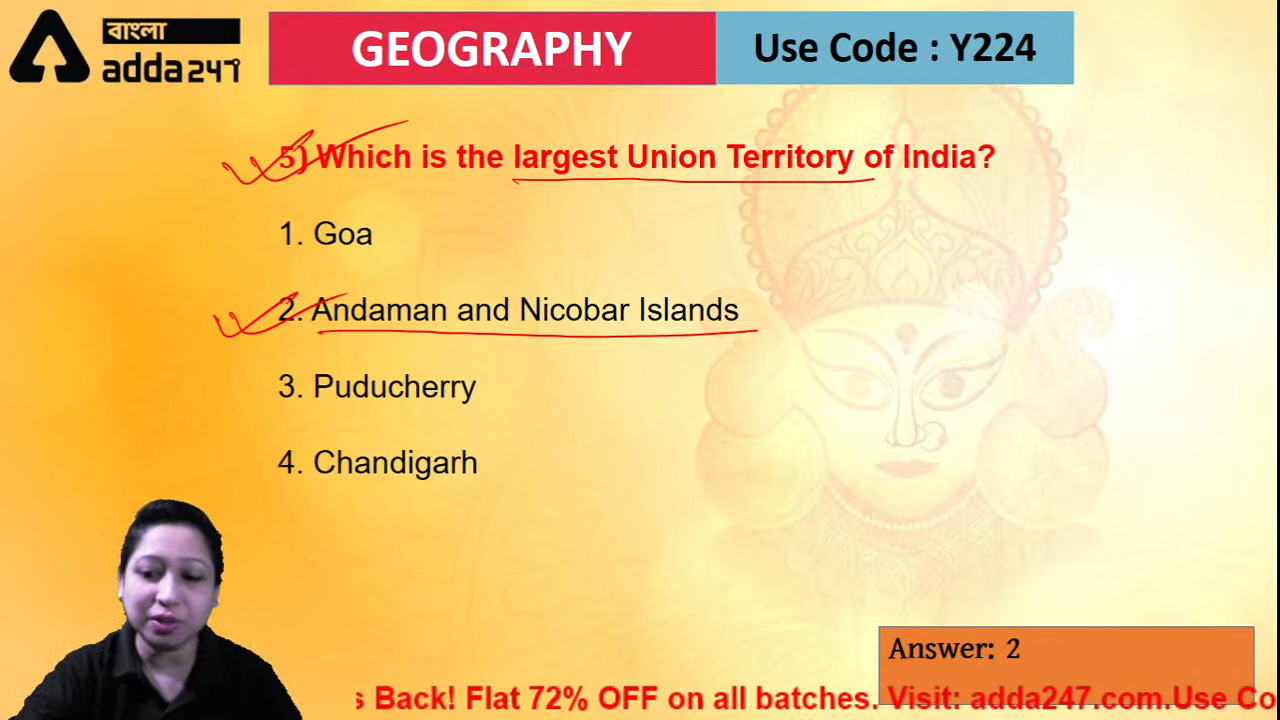 বাংলা
adda247
GEOGRAPHY
Use Code : Y224
5) Which is the largest Union Territory of India?
1. Goa
2. Andaman and Nicobar Islands
3. Puducherry
4. Chandigarh
Answer: 2
s Back! Flat 72% OFF on all batches. Visit: adda247.com.Use Co